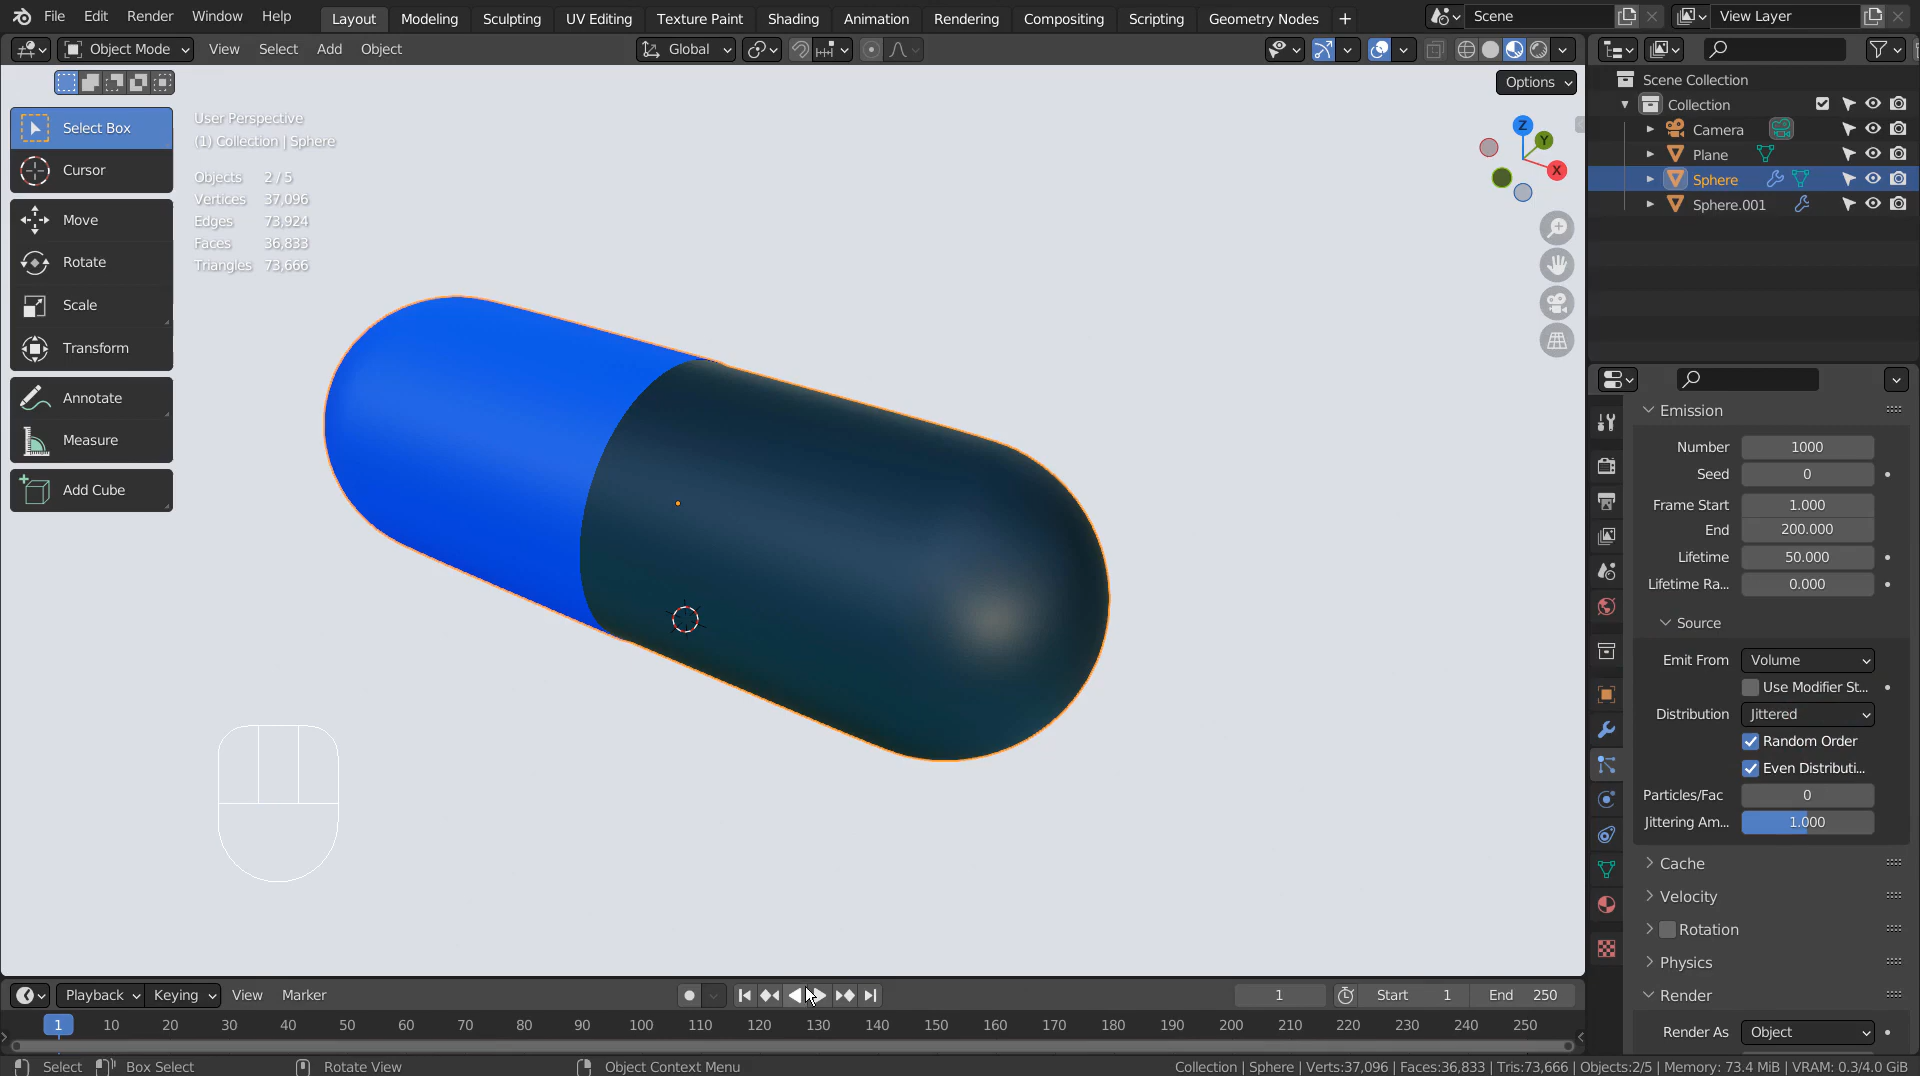 File Edit Render Window Help Layout Modeling Sculpting UV Editing Texture Paint Shading Animation Rendering Compositing Scripting Geometry Nodes + Scene View Layer
Object Mode View Select Add Object Global
Options
Select Box
Cursor
Move
Rotate
Scale
Transform
Annotate
Measure
Add Cube
User Perspective
(1) Collection | Sphere
Objects 2 / 5
Vertices 37,096
Edges 73,924
Faces 36,833
Triangles 73,666
Z
Y
X
Scene Collection
Collection
Camera
Plane
Sphere
Sphere.001
Emission
Number 1000
Seed 0
Frame Start 1.000
End 200.000
Lifetime 50.000
Lifetime Ra... 0.000
Source
Emit From Volume
Use Modifier St...
Distribution Jittered
Random Order
Even Distributi...
Particles/Fac 0
Jittering Am... 1.000
Cache
Velocity
Rotation
Physics
Render
Render As Object
Playback Keying View Marker 1 Start 1 End 250
1 10 20 30 40 50 60 70 80 90 100 110 120 130 140 150 160 170 180 190 200 210 220 230 240 250
Select Box Select Rotate View Object Context Menu Collection | Sphere | Verts:37,096 | Faces:36,833 | Tris:73,666 | Objects:2/5 | Memory: 73.4 MiB | VRAM: 0.3/4.0 GiB